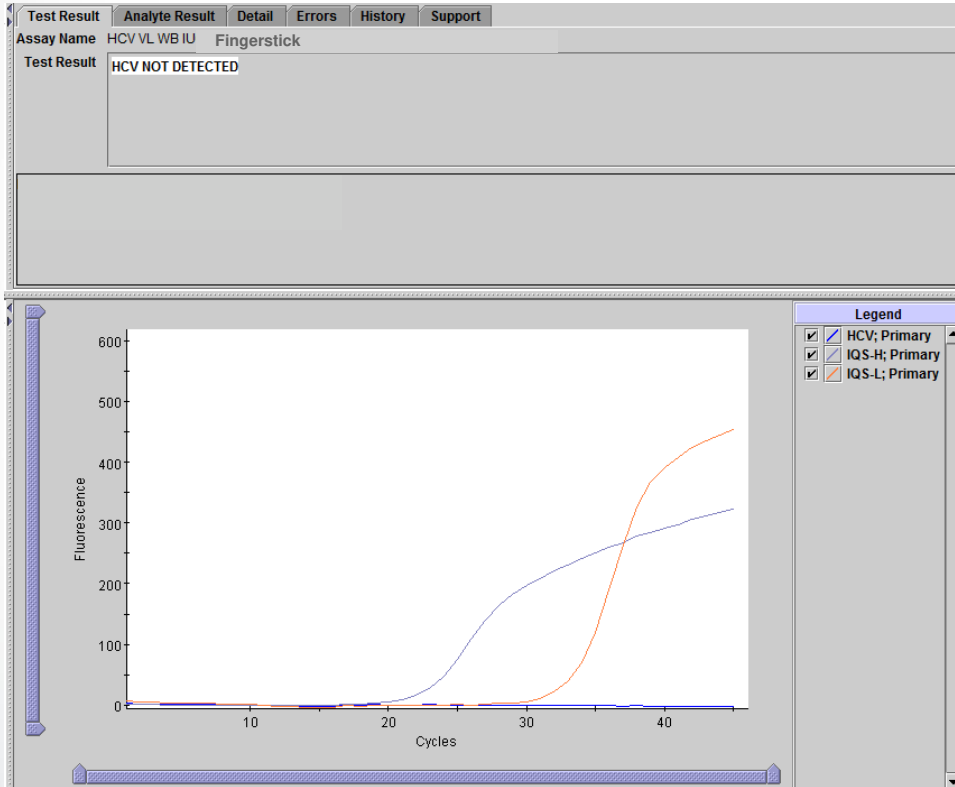 Test Result Analyte Result Detail Errors History Support
Assay Name HCV VL WB IU Fingerstick
Test Result HCV NOT DETECTED
Legend
HCV; Primary
IQS-H; Primary
IQS-L; Primary
600
500
400
300
200
100
0
Fluorescence
10 20 30 40
Cycles